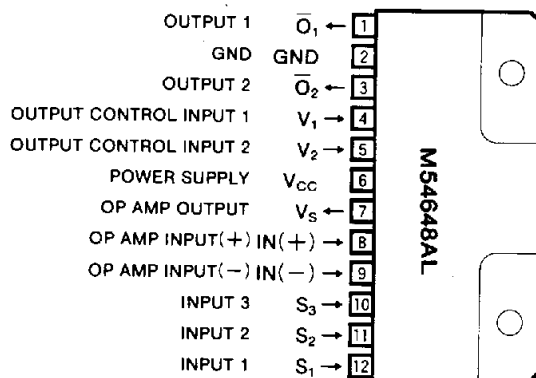 OUTPUT 1 O̅₁ ← 1
GND GND 2
OUTPUT 2 O̅₂ ← 3
OUTPUT CONTROL INPUT 1 V₁ → 4
OUTPUT CONTROL INPUT 2 V₂ → 5
POWER SUPPLY VCC 6
OP AMP OUTPUT VS ← 7
OP AMP INPUT(+) IN(+) → 8
OP AMP INPUT(−) IN(−) → 9
INPUT 3 S₃ → 10
INPUT 2 S₂ → 11
INPUT 1 S₁ → 12
M54648AL